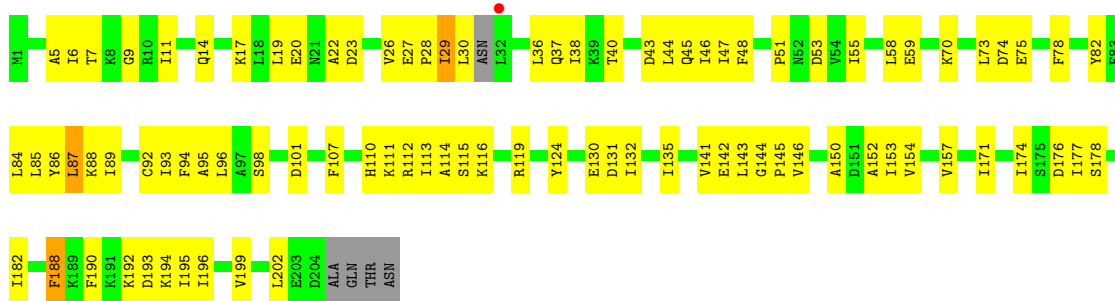 M1 A5 I6 T7 K8 G9 R10 I11 Q14 K17 L18 L19 E20 N21 A22 D23 V26 E27 P28 I29 L30 ASN L32 L36 Q37 I38 K39 T40 D43 L44 Q45 I46 I47 F48 P51 N52 D53 V54 I55 L58 E59 K70 L73 D74 E75 F78 Y82 E83
L84 L85 Y86 L87 K88 I89 C92 I93 F94 A95 L96 A97 S98 D101 F107 H110 K111 R112 I113 A114 S115 K116 R119 Y124 E130 D131 I132 I135 V141 E142 L143 G144 P145 V146 A150 D151 A152 I153 V154 V157 I171 I174 S175 D176 I177 S178
I182 F188 K189 F190 K191 K192 D193 K194 I195 I196 V199 L202 E203 D204 ALA GLN THR ASN